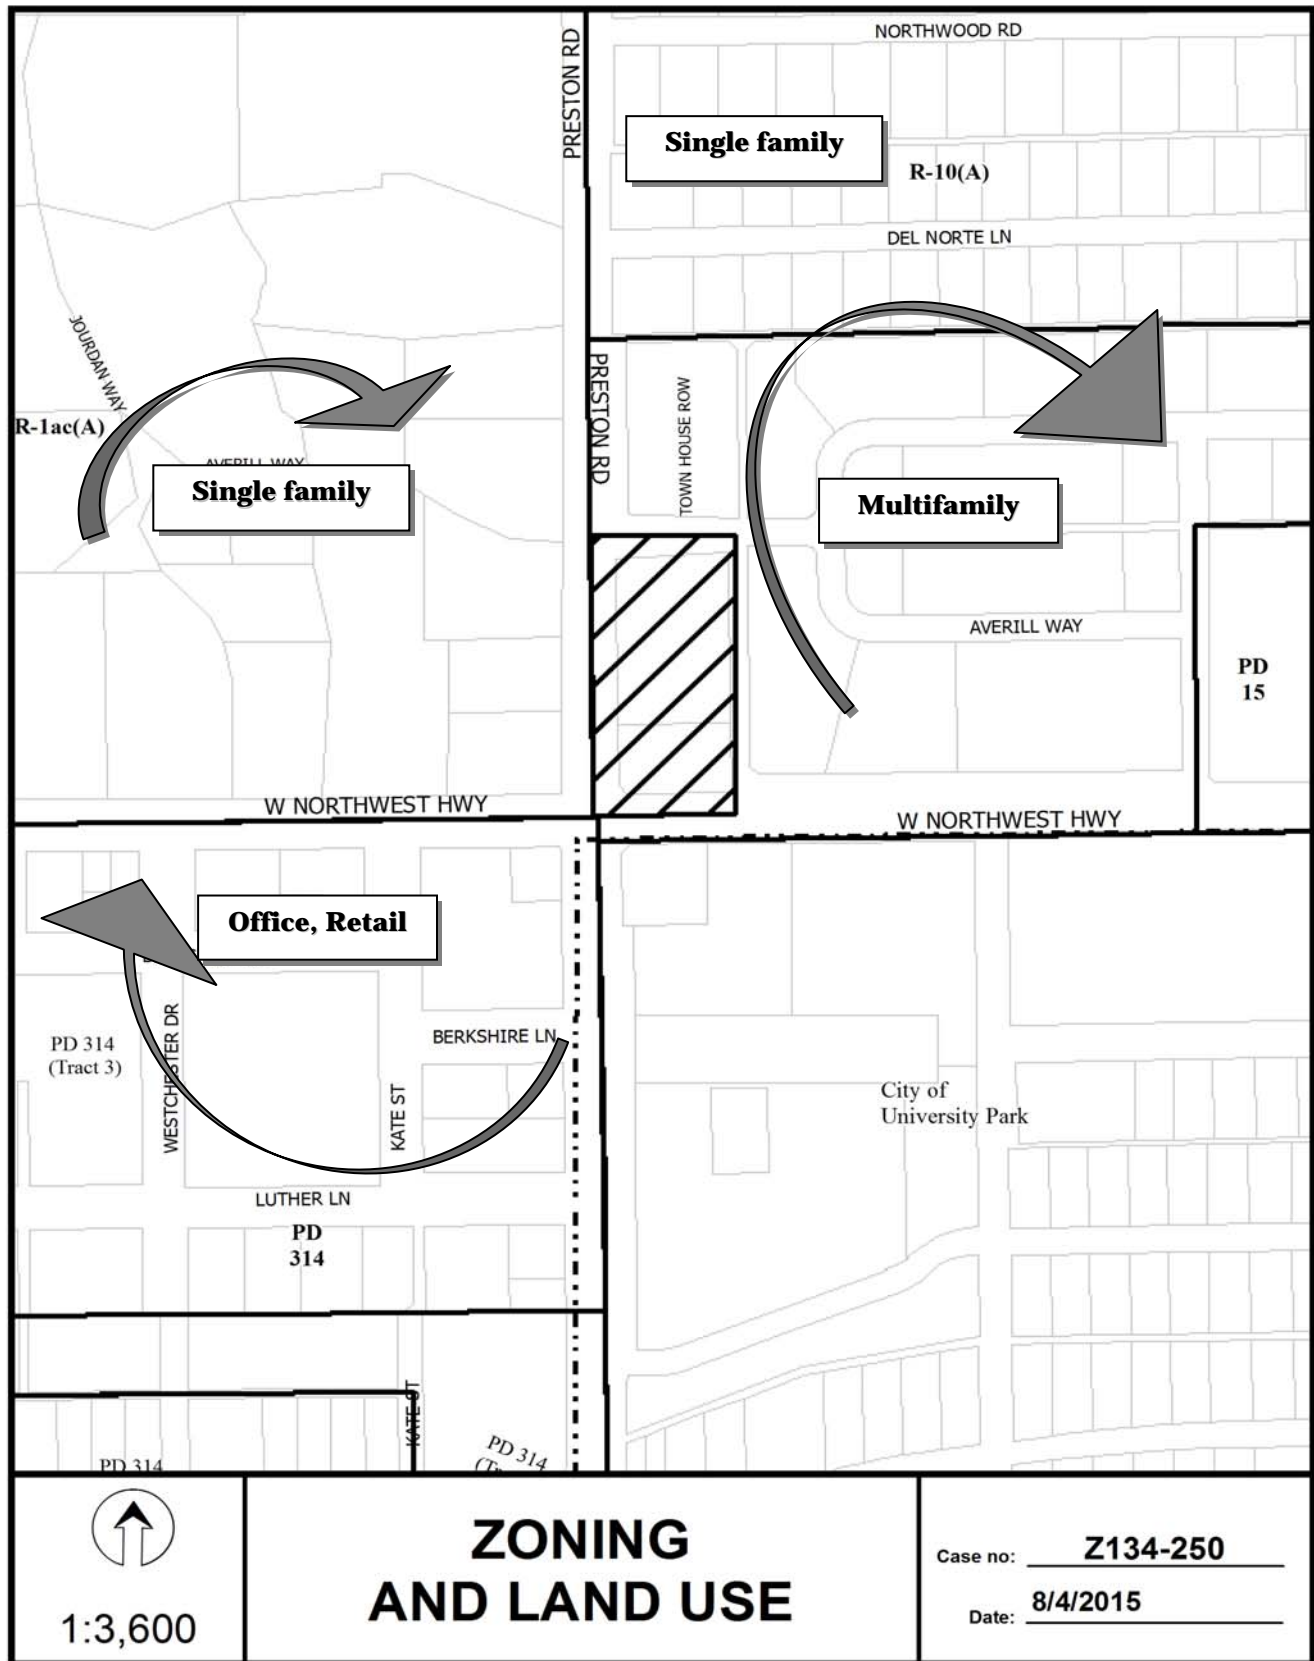 NORTHWOOD RD
PRESTON RD
Single family
R-10(A)
DEL NORTE LN
JOURDAN WAY
PRESTON RD
TOWN HOUSE ROW
R-1ac(A)
AVERILL WAY
Single family
Multifamily
AVERILL WAY
PD
15
W NORTHWEST HWY
W NORTHWEST HWY
Office, Retail
PD 314
(Tract 3)
WESTCHESTER DR
BERKSHIRE LN
KATE ST
City of
University Park
LUTHER LN
PD
314
KATE ST
PD 314
PD 314
1:3,600
ZONING
AND LAND USE
Case no: Z134-250
Date: 8/4/2015